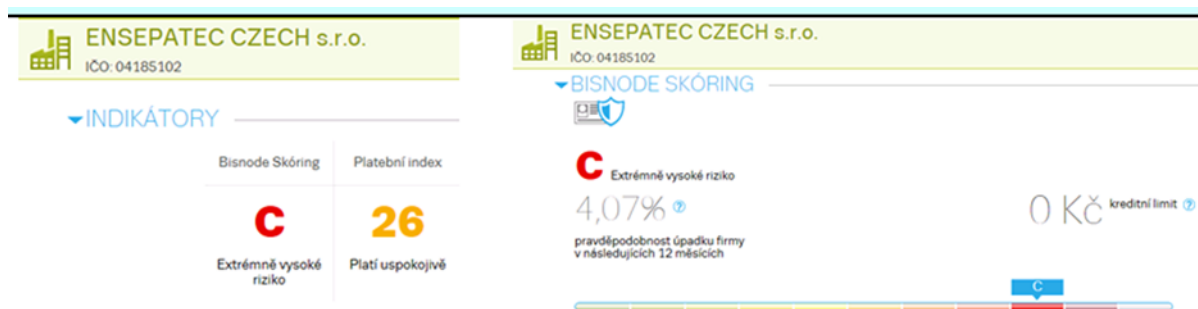 ENSEPATEC CZECH s.r.o.
IČO: 04185102
INDIKÁTORY
Bisnode Skóring
Platební index
C
26
Extrémně vysoké
riziko
Platí uspokojivě
ENSEPATEC CZECH s.r.o.
IČO: 04185102
BISNODE SKÓRING
C Extrémně vysoké riziko
4,07% ?
0 Kč kreditní limit ?
pravděpodobnost úpadku firmy
v následujících 12 měsících
C